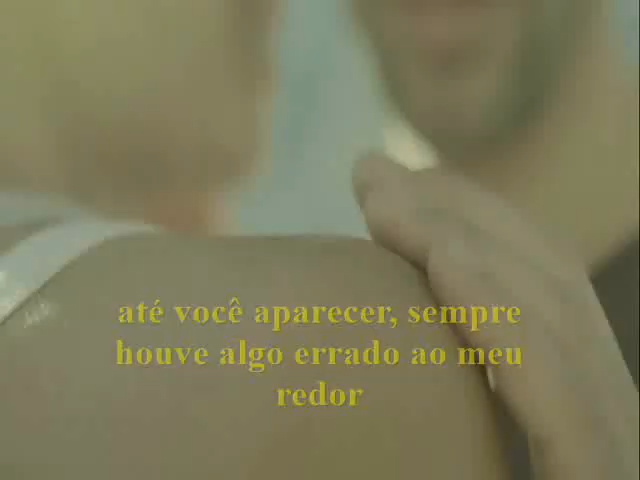 até você aparecer, sempre
houve algo errado ao meu
redor